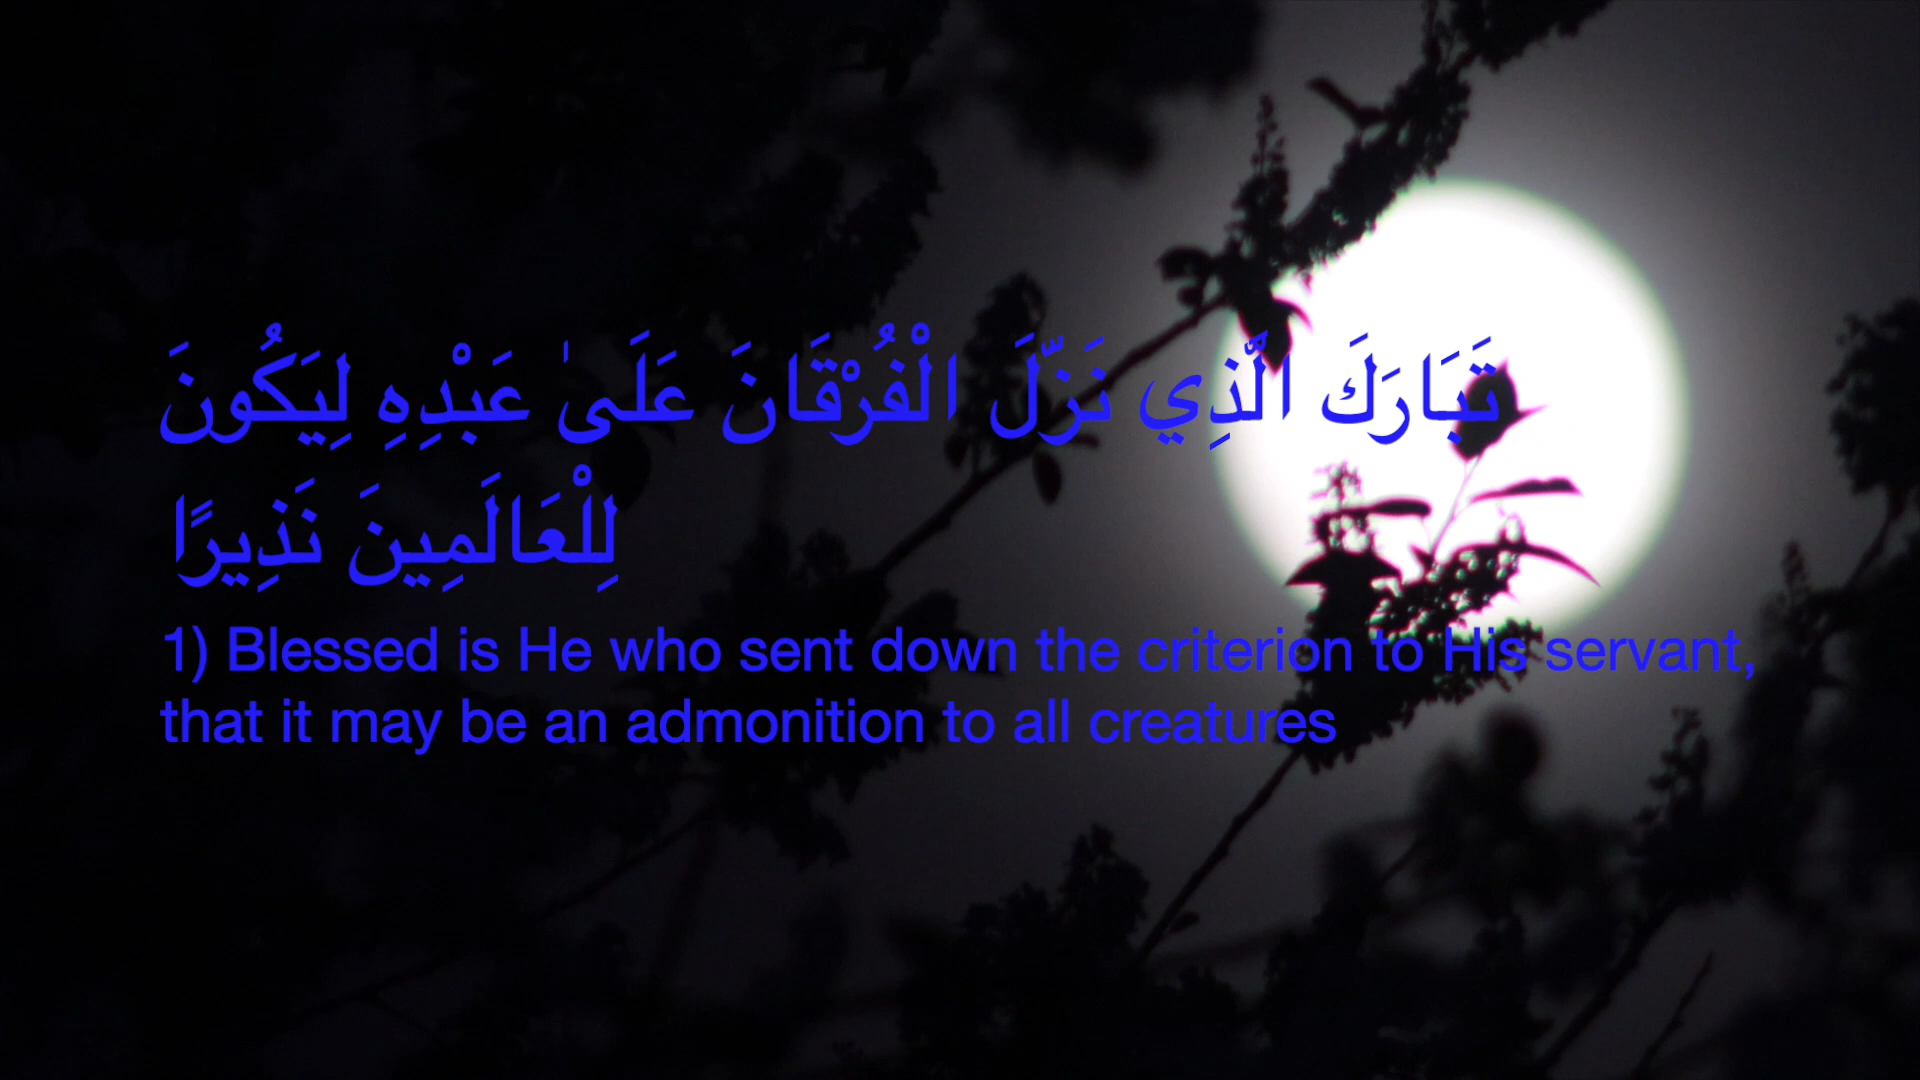 تَبَارَكَ الَّذِي نَزَّلَ الْفُرْقَانَ عَلَىٰ عَبْدِهِ لِيَكُونَ
لِلْعَالَمِينَ نَذِيرًا
1) Blessed is He who sent down the criterion to His servant,
that it may be an admonition to all creatures